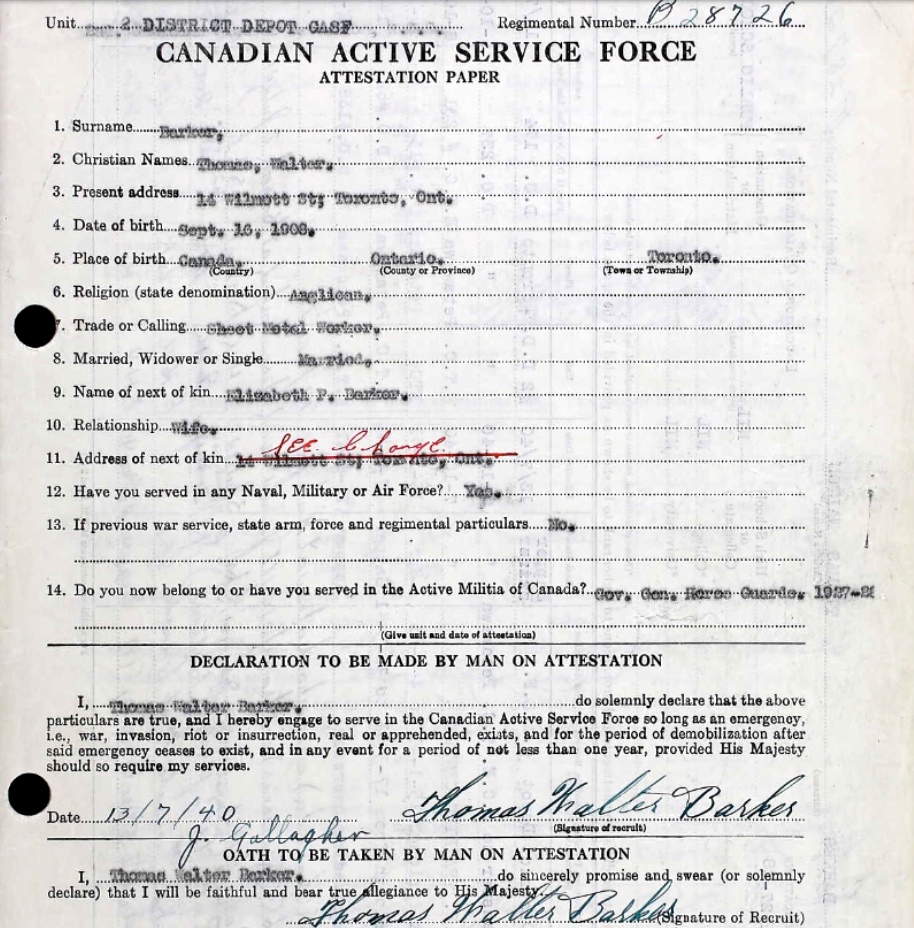 Unit 2 DISTRICT DEPOT CASF Regimental Number B 28726
CANADIAN ACTIVE SERVICE FORCE
ATTESTATION PAPER
1. Surname Barker,
2. Christian Names Thomas, Walter.
3. Present address 14 Wilmott St; Toronto, Ont.
4. Date of birth Sept. 16, 1908.
5. Place of birth Canada. Ontario. Toronto.
(Country) (County or Province) (Town or Township)
6. Religion (state denomination) Anglican.
7. Trade or Calling Sheet Metal Worker.
8. Married, Widower or Single Married.
9. Name of next of kin Elizabeth P. Barker.
10. Relationship Wife.
SEE Change
11. Address of next of kin 14 Wilmott St; Toronto, Ont.
12. Have you served in any Naval, Military or Air Force? Yes.
13. If previous war service, state arm, force and regimental particulars No.
14. Do you now belong to or have you served in the Active Militia of Canada? Gov. Gen. Horse Guards. 1927-28
(Give unit and date of attestation)
DECLARATION TO BE MADE BY MAN ON ATTESTATION
I, Thomas Walter Barker. do solemnly declare that the above
particulars are true, and I hereby engage to serve in the Canadian Active Service Force so long as an emergency,
i.e., war, invasion, riot or insurrection, real or apprehended, exists, and for the period of demobilization after
said emergency ceases to exist, and in any event for a period of not less than one year, provided His Majesty
should so require my services.
Date 13/7/40 Thomas Walter Barker
(Signature of recruit)
J. Gallagher
OATH TO BE TAKEN BY MAN ON ATTESTATION
I, Thomas Walter Barker. do sincerely promise and swear (or solemnly
declare) that I will be faithful and bear true allegiance to His Majesty.
Thomas Walter Barker (Signature of Recruit)